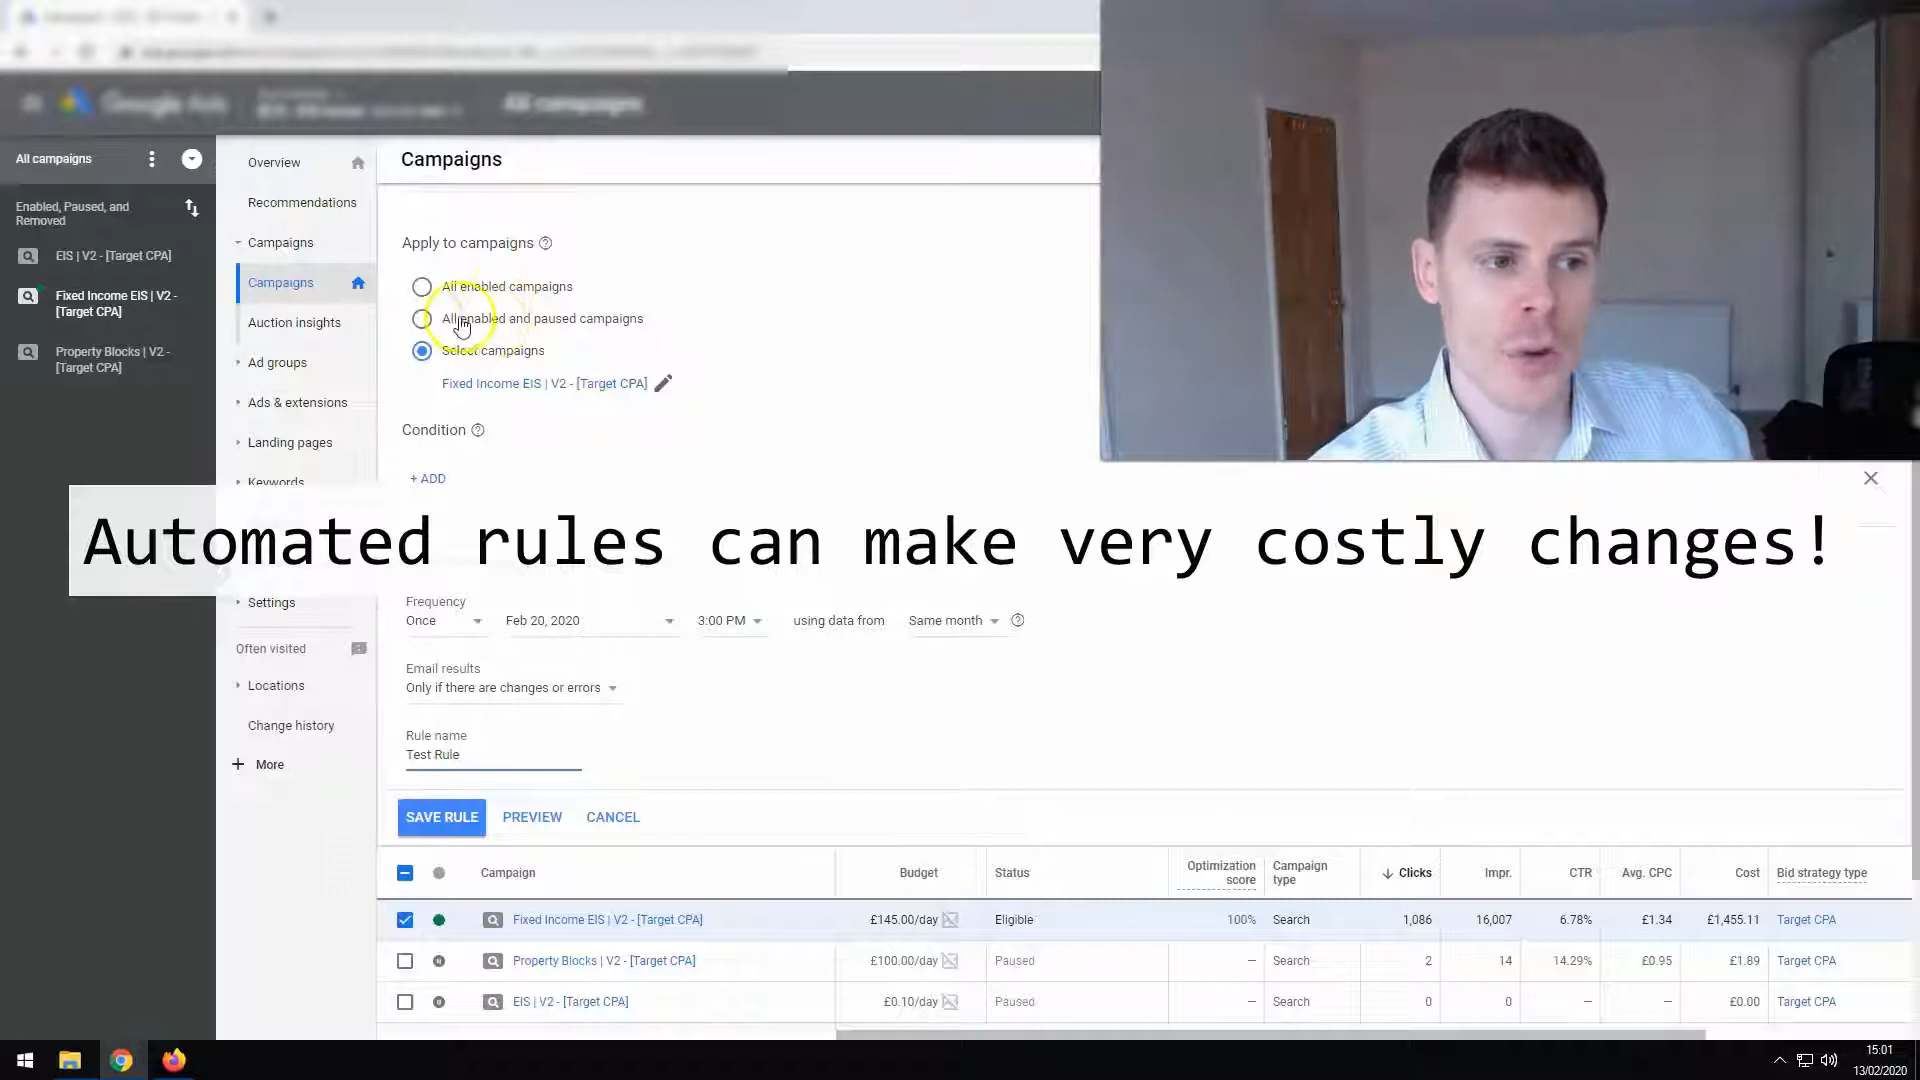 Google Ads
All campaigns
All campaigns
Enabled, Paused, and
Removed
EIS | V2 - [Target CPA]
Fixed Income EIS | V2 -
[Target CPA]
Property Blocks | V2 -
[Target CPA]
Overview
Recommendations
Campaigns
Campaigns
Auction insights
Ad groups
Ads & extensions
Landing pages
Keywords
Settings
Often visited
Locations
Change history
More
Campaigns
Apply to campaigns
All enabled campaigns
All enabled and paused campaigns
Select campaigns
Fixed Income EIS | V2 - [Target CPA]
Condition
+ ADD
Automated rules can make very costly changes!
Frequency
Once Feb 20, 2020 3:00 PM using data from Same month
Email results
Only if there are changes or errors
Rule name
Test Rule
SAVE RULE PREVIEW CANCEL
Campaign Budget Status Optimization score Campaign type Clicks Impr. CTR Avg. CPC Cost Bid strategy type
Fixed Income EIS | V2 - [Target CPA] £145.00/day Eligible 100% Search 1,086 16,007 6.78% £1.34 £1,455.11 Target CPA
Property Blocks | V2 - [Target CPA] £100.00/day Paused — Search 2 14 14.29% £0.95 £1.89 Target CPA
EIS | V2 - [Target CPA] £0.10/day Paused — Search 0 0 — — £0.00 Target CPA
15:01
13/02/2020